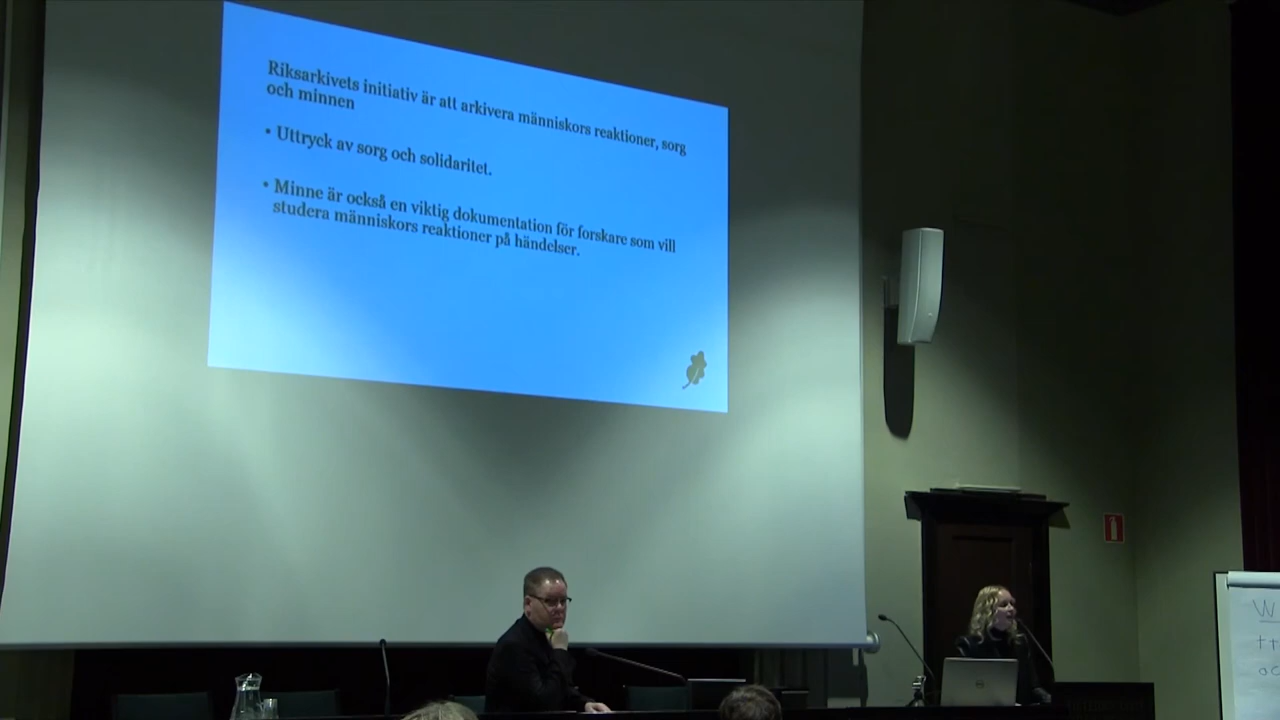 Riksarkivets initiativ är att arkivera människors reaktioner, sorg
och minnen
• Uttryck av sorg och solidaritet.
• Minne är också en viktig dokumentation för forskare som vill
studera människors reaktioner på händelser.